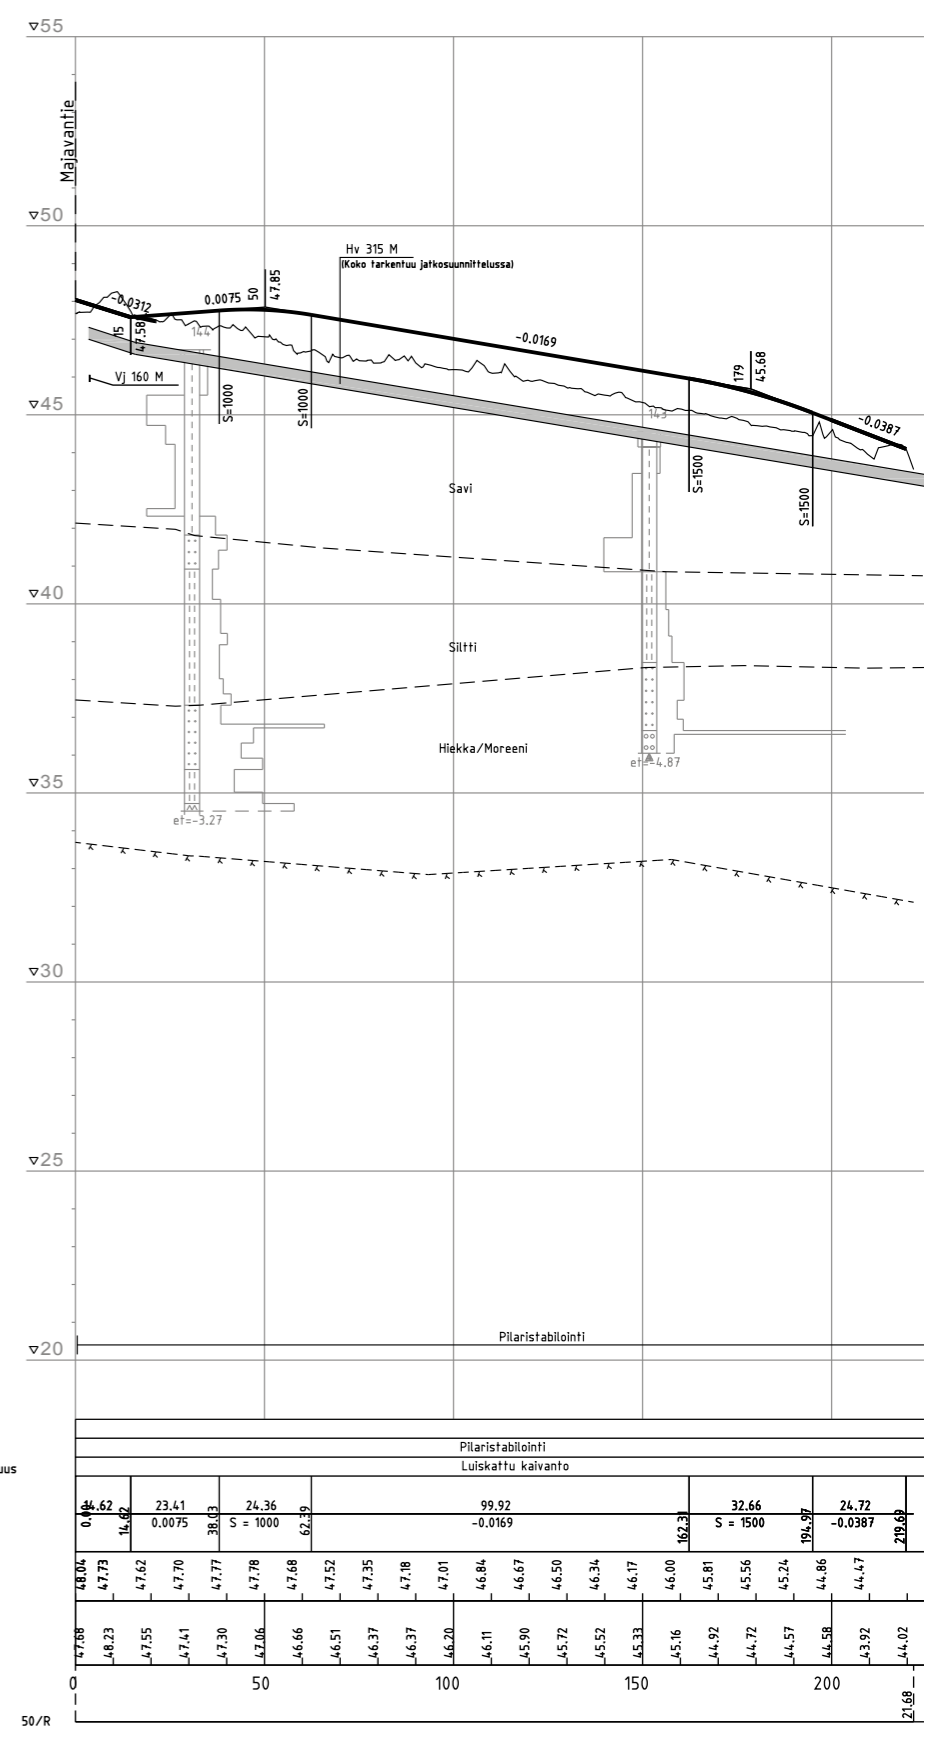 ▽55
Majavantie
▽50
Hv 315 M
(Koko tarkentuu jatkosuunnittelussa)
-0.0312
0.0075
50
47.85
15
47.58
144
-0.0169
179
45.68
Vj 160 M
▽45
S=1000
S=1000
143
-0.0387
S=1500
S=1500
Savi
▽40
Siltti
Hiekka/Moreeni
▽35
et=-4.87
et=-3.27
▽30
▽25
Pilaristabilointi
▽20
Pilaristabilointi
uus
Luiskattu kaivanto
14.62 23.41 24.36 99.92 32.66 24.72
0.00 14.62 0.0075 38.03 S = 1000 62.39 -0.0169 162.31 S = 1500 194.97 -0.0387 219.69
48.04 47.73 47.62 47.70 47.77 47.78 47.68 47.52 47.35 47.18 47.01 46.84 46.67 46.50 46.34 46.17 46.00 45.81 45.56 45.24 44.86 44.47
47.68 48.23 47.55 47.41 47.30 47.06 46.66 46.51 46.37 46.37 46.20 46.11 45.90 45.72 45.52 45.33 45.16 44.92 44.72 44.57 44.58 43.92 44.02
0 50 100 150 200
21.68
50/R